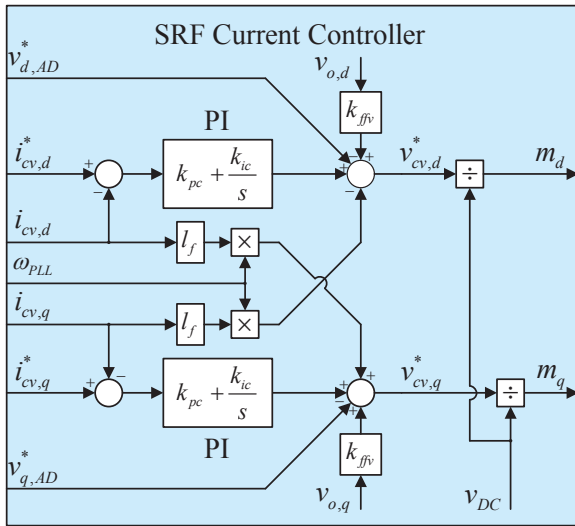 SRF Current Controller
v*d,AD
vo,d
kffv
PI
i*cv,d
+
−
kpc + kic/s
−
+
+
−
v*cv,d
÷
md
icv,d
lf
×
ωPLL
icv,q
lf
×
i*cv,q
+
−
kpc + kic/s
+
+
−
+
v*cv,q
÷
mq
PI
kffv
v*q,AD
vo,q
vDC